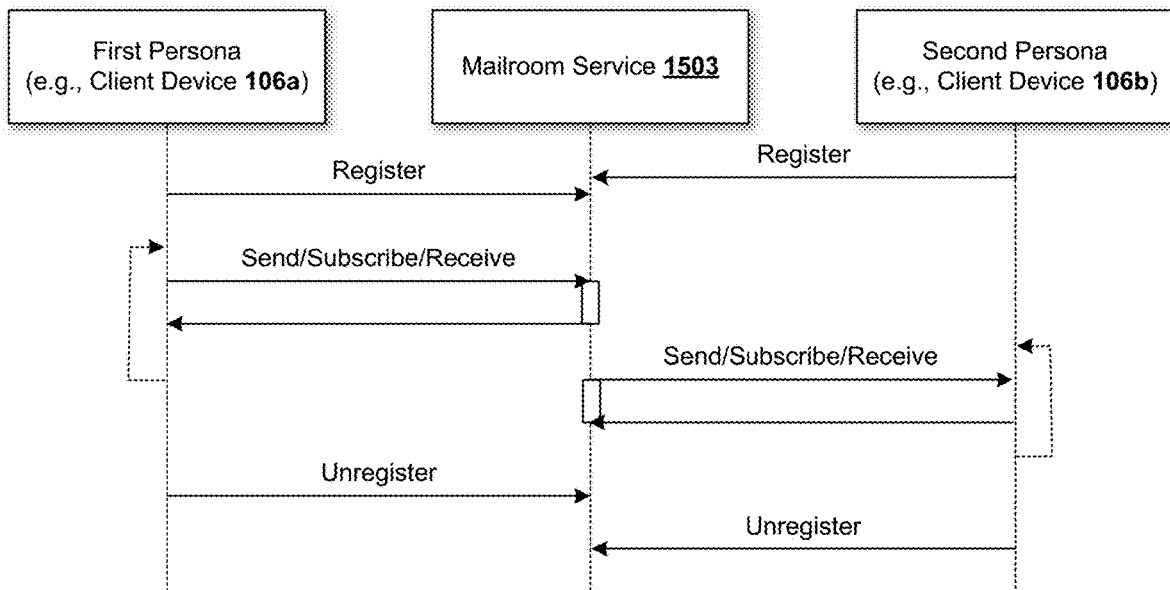 First Persona
(e.g., Client Device 106a)
Mailroom Service 1503
Second Persona
(e.g., Client Device 106b)
Register
Register
Send/Subscribe/Receive
Send/Subscribe/Receive
Unregister
Unregister